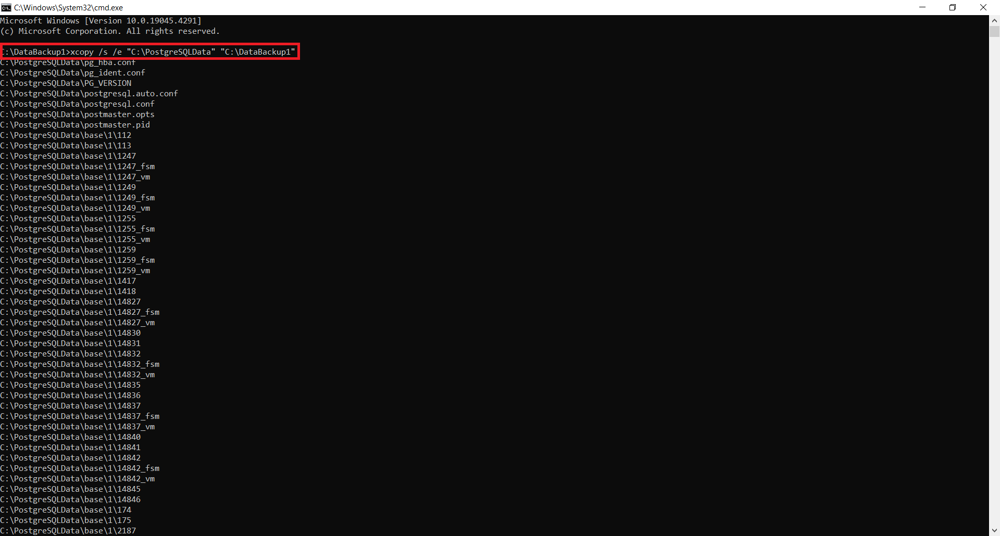 C:\Windows\System32\cmd.exe
Microsoft Windows [Version 10.0.19045.4291]
(c) Microsoft Corporation. All rights reserved.
C:\DataBackup1>xcopy /s /e "C:\PostgreSQLData" "C:\DataBackup1"
C:\PostgreSQLData\pg_hba.conf
C:\PostgreSQLData\pg_ident.conf
C:\PostgreSQLData\PG_VERSION
C:\PostgreSQLData\postgresql.auto.conf
C:\PostgreSQLData\postgresql.conf
C:\PostgreSQLData\postmaster.opts
C:\PostgreSQLData\postmaster.pid
C:\PostgreSQLData\base\1\112
C:\PostgreSQLData\base\1\113
C:\PostgreSQLData\base\1\1247
C:\PostgreSQLData\base\1\1247_fsm
C:\PostgreSQLData\base\1\1247_vm
C:\PostgreSQLData\base\1\1249
C:\PostgreSQLData\base\1\1249_fsm
C:\PostgreSQLData\base\1\1249_vm
C:\PostgreSQLData\base\1\1255
C:\PostgreSQLData\base\1\1255_fsm
C:\PostgreSQLData\base\1\1255_vm
C:\PostgreSQLData\base\1\1259
C:\PostgreSQLData\base\1\1259_fsm
C:\PostgreSQLData\base\1\1259_vm
C:\PostgreSQLData\base\1\1417
C:\PostgreSQLData\base\1\1418
C:\PostgreSQLData\base\1\14827
C:\PostgreSQLData\base\1\14827_fsm
C:\PostgreSQLData\base\1\14827_vm
C:\PostgreSQLData\base\1\14830
C:\PostgreSQLData\base\1\14831
C:\PostgreSQLData\base\1\14832
C:\PostgreSQLData\base\1\14832_fsm
C:\PostgreSQLData\base\1\14832_vm
C:\PostgreSQLData\base\1\14835
C:\PostgreSQLData\base\1\14836
C:\PostgreSQLData\base\1\14837
C:\PostgreSQLData\base\1\14837_fsm
C:\PostgreSQLData\base\1\14837_vm
C:\PostgreSQLData\base\1\14840
C:\PostgreSQLData\base\1\14841
C:\PostgreSQLData\base\1\14842
C:\PostgreSQLData\base\1\14842_fsm
C:\PostgreSQLData\base\1\14842_vm
C:\PostgreSQLData\base\1\14845
C:\PostgreSQLData\base\1\14846
C:\PostgreSQLData\base\1\174
C:\PostgreSQLData\base\1\175
C:\PostgreSQLData\base\1\2187